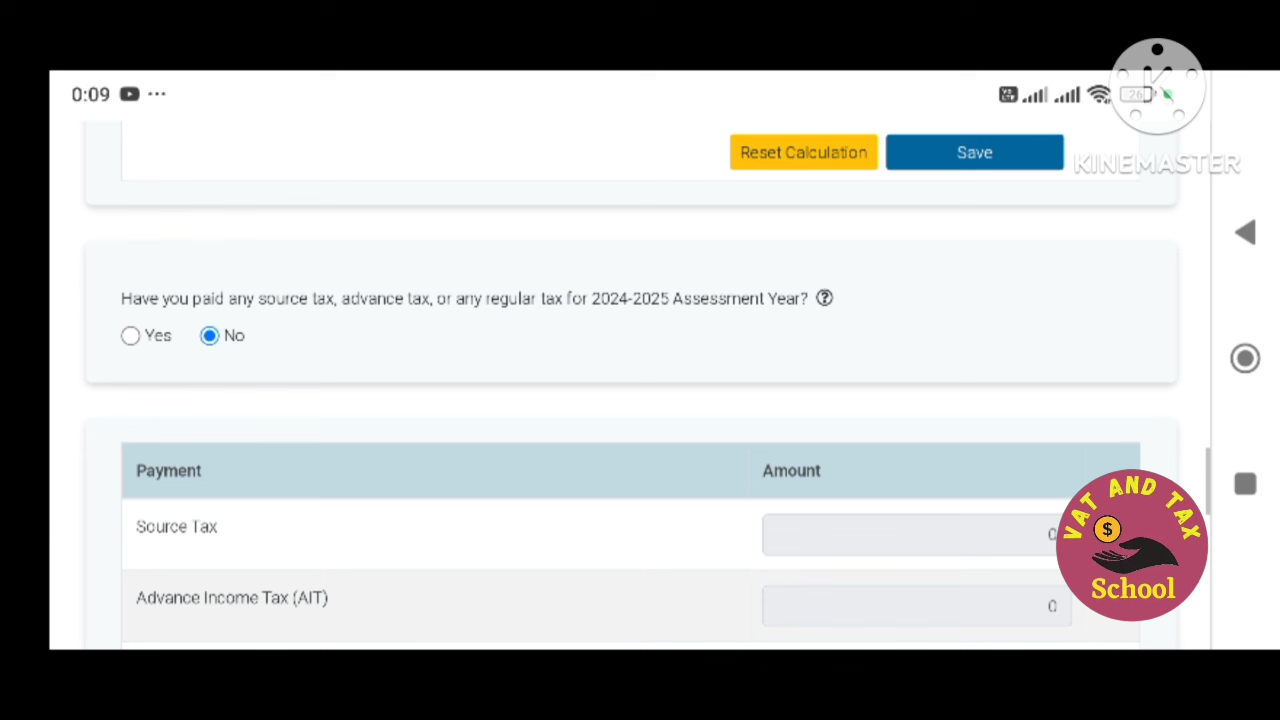 0:09
26
KINEMASTER
Reset Calculation Save
Have you paid any source tax, advance tax, or any regular tax for 2024-2025 Assessment Year? ?
Yes No
Payment Amount
Source Tax 0
Advance Income Tax (AIT) 0
VAT AND TAX
$
School